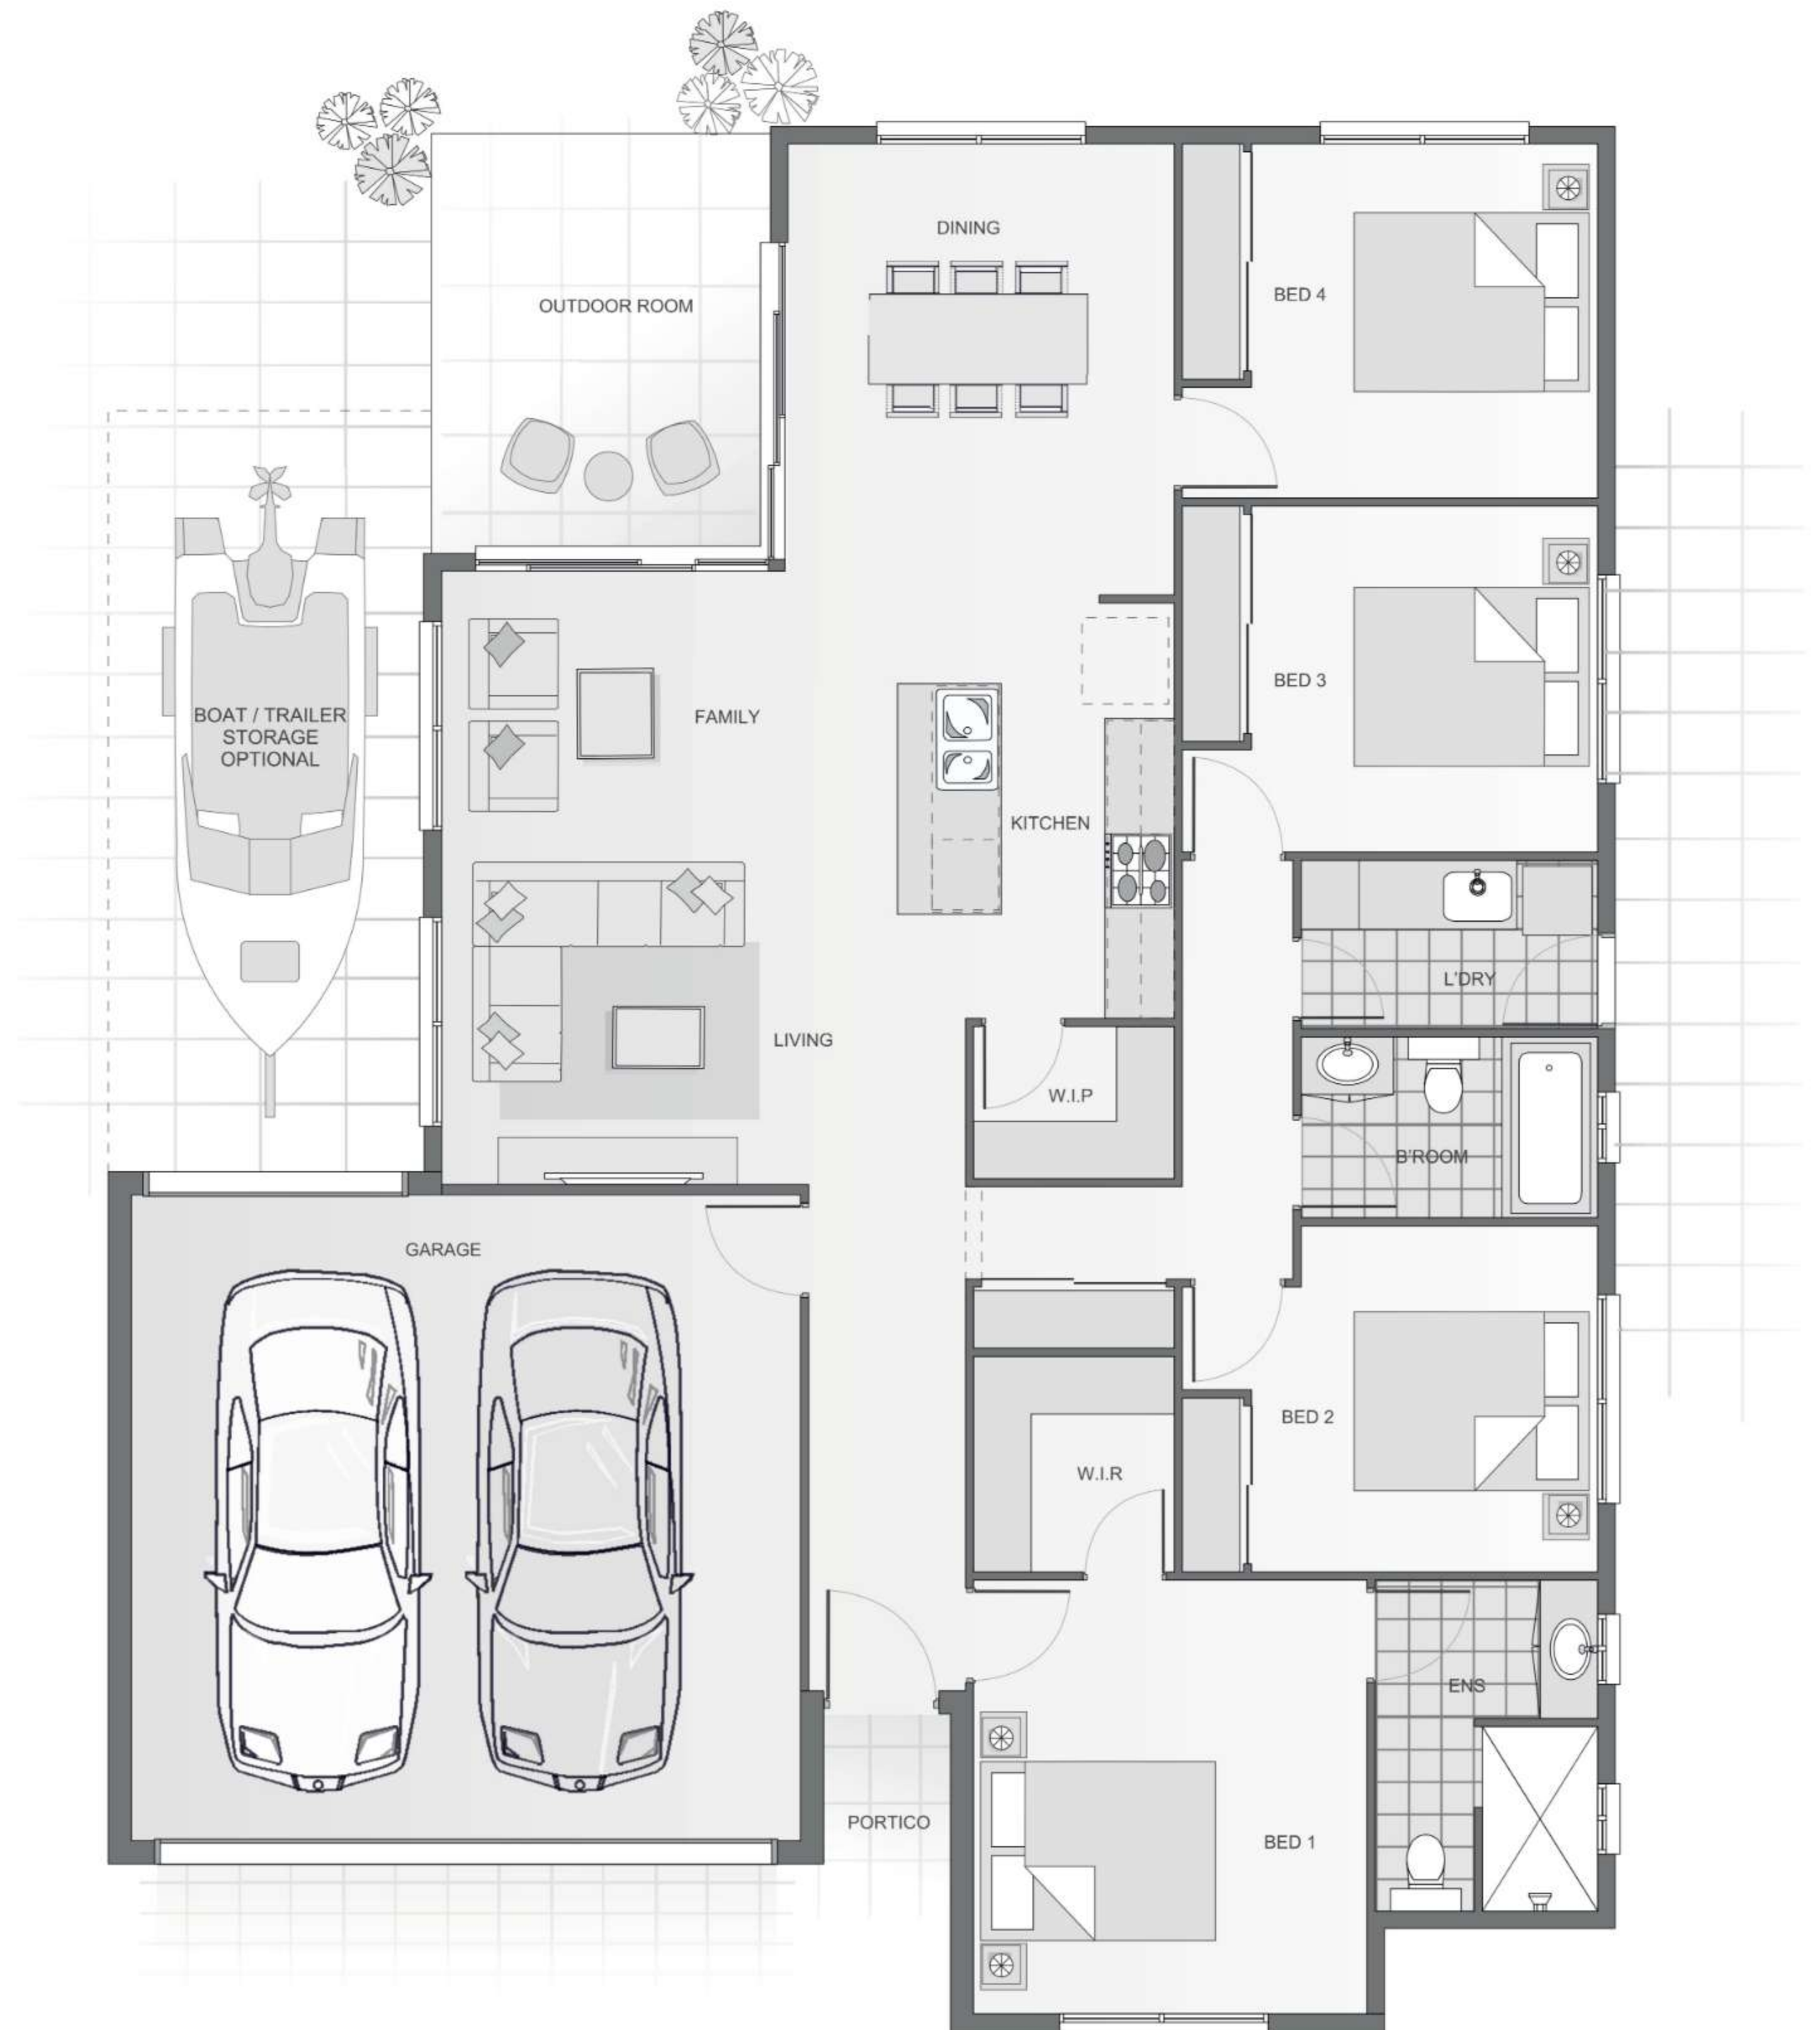 DINING
BED 4
OUTDOOR ROOM
BED 3
FAMILY
BOAT / TRAILER
STORAGE
OPTIONAL
KITCHEN
L'DRY
LIVING
W.I.P
B'ROOM
GARAGE
BED 2
W.I.R
ENS
PORTICO
BED 1